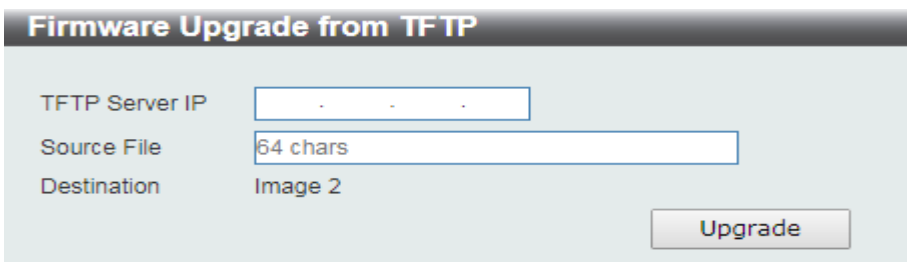 Firmware Upgrade from TFTP
TFTP Server IP . . .
Source File 64 chars
Destination Image 2
Upgrade